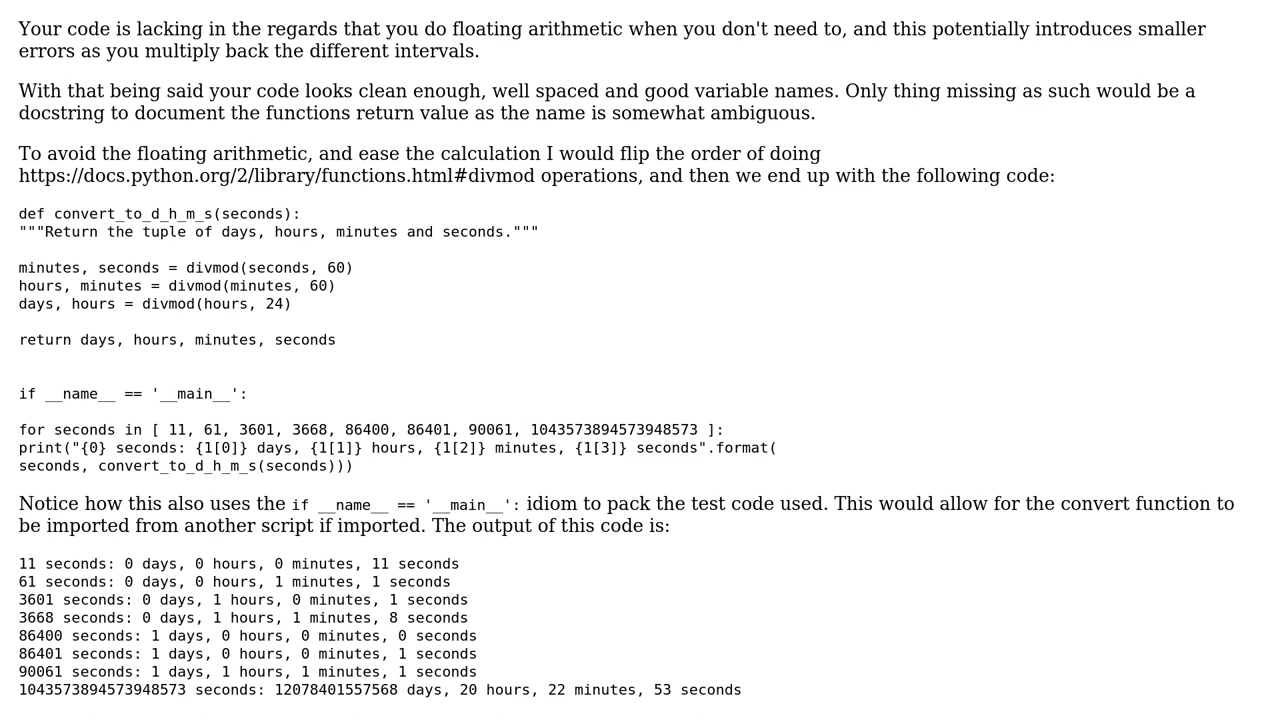 Your code is lacking in the regards that you do floating arithmetic when you don't need to, and this potentially introduces smaller
errors as you multiply back the different intervals.
With that being said your code looks clean enough, well spaced and good variable names. Only thing missing as such would be a
docstring to document the functions return value as the name is somewhat ambiguous.
To avoid the floating arithmetic, and ease the calculation I would flip the order of doing
https://docs.python.org/2/library/functions.html#divmod operations, and then we end up with the following code:
def convert_to_d_h_m_s(seconds):
"""Return the tuple of days, hours, minutes and seconds."""
minutes, seconds = divmod(seconds, 60)
hours, minutes = divmod(minutes, 60)
days, hours = divmod(hours, 24)
return days, hours, minutes, seconds
if __name__ == '__main__':
for seconds in [ 11, 61, 3601, 3668, 86400, 86401, 90061, 1043573894573948573 ]:
print("{0} seconds: {1[0]} days, {1[1]} hours, {1[2]} minutes, {1[3]} seconds".format(
seconds, convert_to_d_h_m_s(seconds)))
Notice how this also uses the if __name__ == '__main__': idiom to pack the test code used. This would allow for the convert function to
be imported from another script if imported. The output of this code is:
11 seconds: 0 days, 0 hours, 0 minutes, 11 seconds
61 seconds: 0 days, 0 hours, 1 minutes, 1 seconds
3601 seconds: 0 days, 1 hours, 0 minutes, 1 seconds
3668 seconds: 0 days, 1 hours, 1 minutes, 8 seconds
86400 seconds: 1 days, 0 hours, 0 minutes, 0 seconds
86401 seconds: 1 days, 0 hours, 0 minutes, 1 seconds
90061 seconds: 1 days, 1 hours, 1 minutes, 1 seconds
1043573894573948573 seconds: 12078401557568 days, 20 hours, 22 minutes, 53 seconds